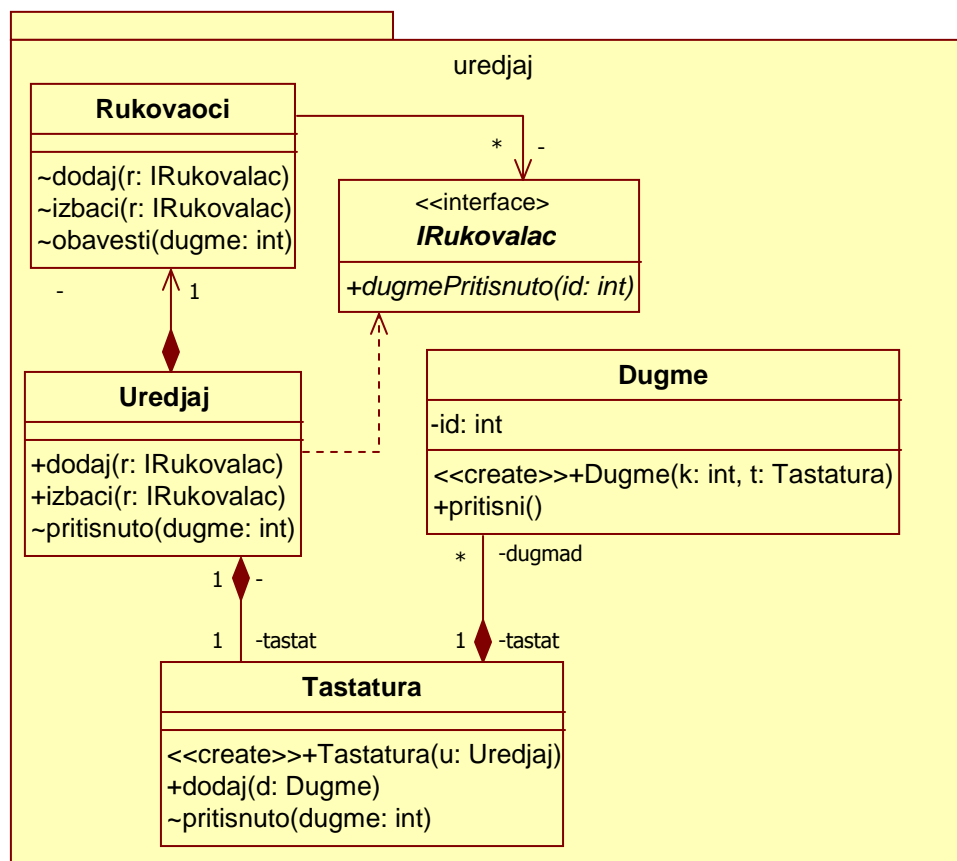 uredjaj
Rukovaoci
~dodaj(r: IRukovalac)
~izbaci(r: IRukovalac)
~obavesti(dugme: int)
* -
<<interface>
IRukovalac
+dugmePritisnuto(id: int)
- 1
Uredjaj
+dodaj(r: IRukovalac)
+izbaci(r: IRukovalac)
~pritisnuto(dugme: int)
Dugme
-id: int
<<create>>+Dugme(k: int, t: Tastatura)
+pritisni()
1 -
* -dugmad
1 -tastat
1 -tastat
Tastatura
<<create>>+Tastatura(u: Uredjaj)
+dodaj(d: Dugme)
~pritisnuto(dugme: int)